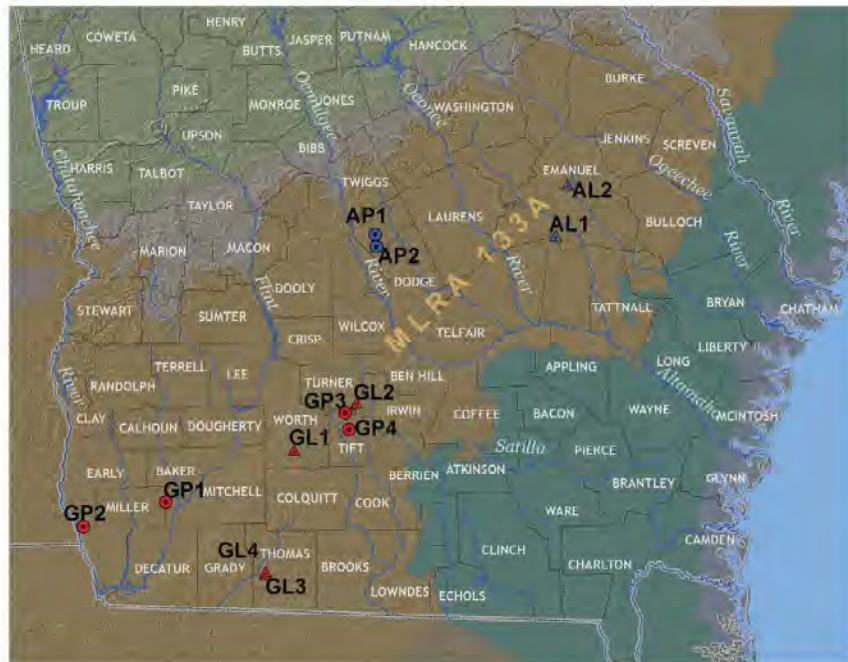 HENRY
COWETA
HEARD
BUTTS
JASPER
PUTNAM
HANCOCK
TROUP
PIKE
MONROE
JONES
Ocmulgee
Oconee
WASHINGTON
BURKE
UPSON
BIBB
JENKINS
SCREVEN
Savannah
River
HARRIS
TALBOT
Chattahoochee
River
TAYLOR
TWIGGS
EMANUEL
Ogeechee
River
AL2
AL1
AP1
AP2
LAURENS
BULLOCH
MARION
MACON
River
DODGE
River
DOOLY
Flint
MLRA 133A
STEWART
SUMTER
WILCOX
TELFAIR
TATTNALL
BRYAN
CHATHAM
CRISP
LIBERTY
LONG
TERRELL
LEE
RANDOLPH
TURNER
BEN HILL
APPLING
Altamaha
CLAY
CALHOUN
DOUGHERTY
WORTH
GP3
GL2
IRWIN
COFFEE
BACON
WAYNE
MCINTOSH
GP4
GL1
TIFT
Satilla
PIERCE
EARLY
BAKER
BERRIEN
ATKINSON
GLYNN
BRANTLEY
GP1
MITCHELL
COLQUITT
COOK
WARE
GP2
MILLER
CAMDEN
GL4
THOMAS
CLINCH
CHARLTON
DECATUR
GRADY
GL3
BROOKS
LOWNDES
ECHOLS